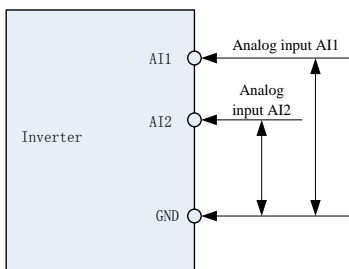 Analog input AI1
AI1
Analog
input AI2
AI2
Inverter
GND